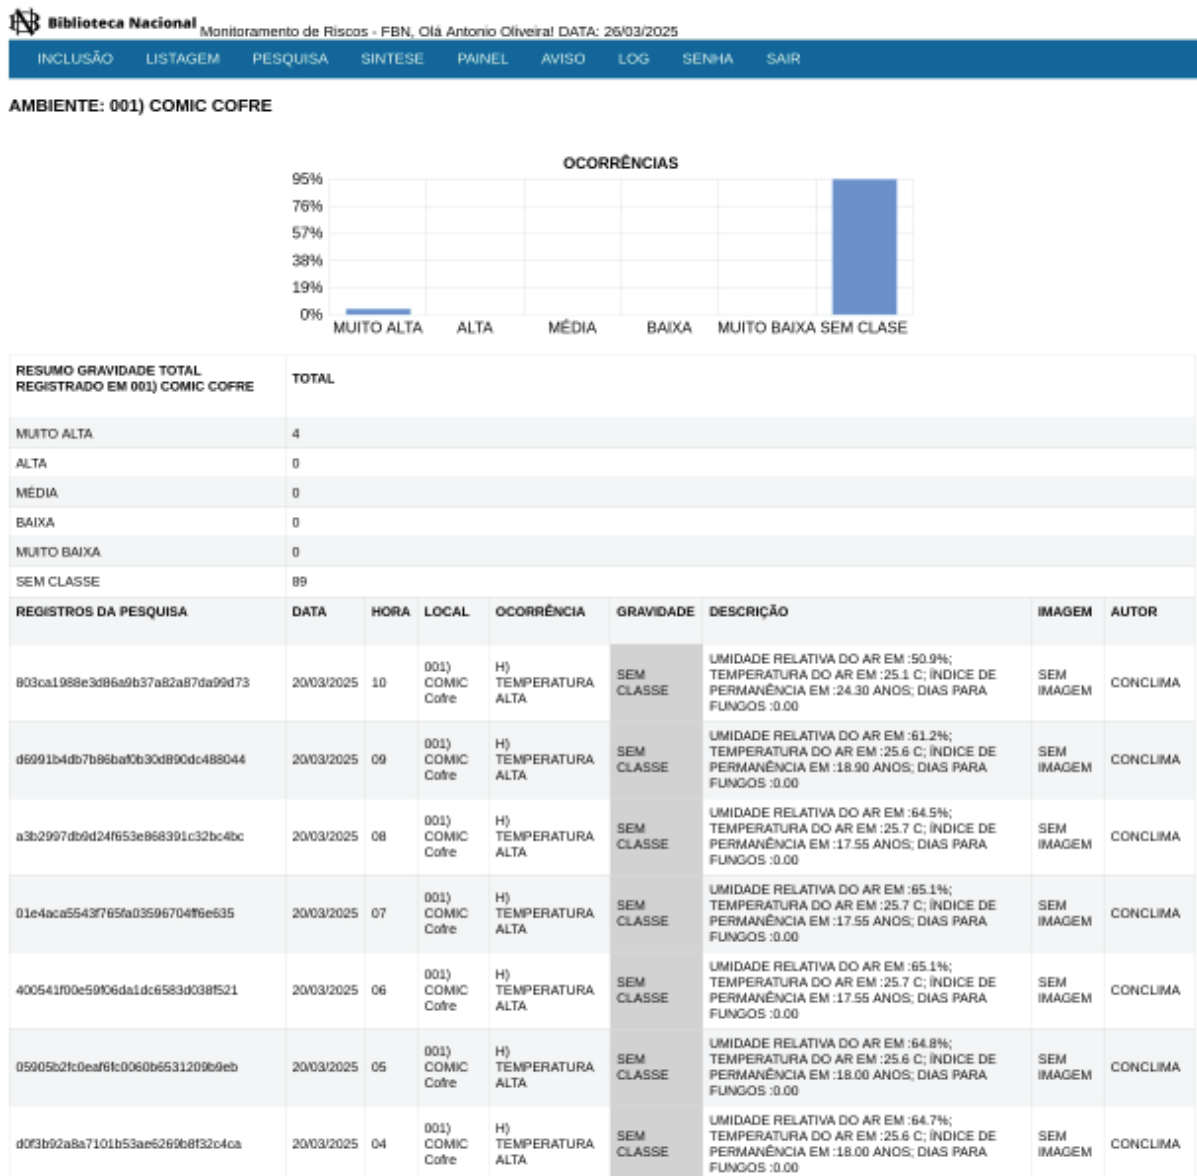 Biblioteca Nacional Monitoramento de Riscos - FBN, Olá Antonio Oliveira! DATA: 26/03/2025
INCLUSÃO LISTAGEM PESQUISA SINTESE PAINEL AVISO LOG SENHA SAIR
AMBIENTE: 001) COMIC COFRE
OCORRÊNCIAS
95%
76%
57%
38%
19%
0%
MUITO ALTA ALTA MÉDIA BAIXA MUITO BAIXA SEM CLASE
RESUMO GRAVIDADE TOTAL
REGISTRADO EM 001) COMIC COFRE
TOTAL
MUITO ALTA 4
ALTA 0
MÉDIA 0
BAIXA 0
MUITO BAIXA 0
SEM CLASSE 89
REGISTROS DA PESQUISA DATA HORA LOCAL OCORRÊNCIA GRAVIDADE DESCRIÇÃO IMAGEM AUTOR
803ca1988e3d86a9b37a82a87da99d73
20/03/2025
10
001)
COMIC
Cofre
H)
TEMPERATURA
ALTA
SEM
CLASSE
UMIDADE RELATIVA DO AR EM :50.9%;
TEMPERATURA DO AR EM :25.1 C; ÍNDICE DE
PERMANÊNCIA EM :24.30 ANOS; DIAS PARA
FUNGOS :0.00
SEM
IMAGEM
CONCLIMA
d6991b4db7b86baf0b30d890dc488044
20/03/2025
09
001)
COMIC
Cofre
H)
TEMPERATURA
ALTA
SEM
CLASSE
UMIDADE RELATIVA DO AR EM :61.2%;
TEMPERATURA DO AR EM :25.6 C; ÍNDICE DE
PERMANÊNCIA EM :18.90 ANOS; DIAS PARA
FUNGOS :0.00
SEM
IMAGEM
CONCLIMA
a3b2997db9d24f653e868391c32bc4bc
20/03/2025
08
001)
COMIC
Cofre
H)
TEMPERATURA
ALTA
SEM
CLASSE
UMIDADE RELATIVA DO AR EM :64.5%;
TEMPERATURA DO AR EM :25.7 C; ÍNDICE DE
PERMANÊNCIA EM :17.55 ANOS; DIAS PARA
FUNGOS :0.00
SEM
IMAGEM
CONCLIMA
01e4aca5543f765fa03596704ff6e635
20/03/2025
07
001)
COMIC
Cofre
H)
TEMPERATURA
ALTA
SEM
CLASSE
UMIDADE RELATIVA DO AR EM :65.1%;
TEMPERATURA DO AR EM :25.7 C; ÍNDICE DE
PERMANÊNCIA EM :17.55 ANOS; DIAS PARA
FUNGOS :0.00
SEM
IMAGEM
CONCLIMA
400541f00e59f06da1dc6583d038f521
20/03/2025
06
001)
COMIC
Cofre
H)
TEMPERATURA
ALTA
SEM
CLASSE
UMIDADE RELATIVA DO AR EM :65.1%;
TEMPERATURA DO AR EM :25.7 C; ÍNDICE DE
PERMANÊNCIA EM :17.55 ANOS; DIAS PARA
FUNGOS :0.00
SEM
IMAGEM
CONCLIMA
05905b2fc0eaf6fc0060b6531209b9eb
20/03/2025
05
001)
COMIC
Cofre
H)
TEMPERATURA
ALTA
SEM
CLASSE
UMIDADE RELATIVA DO AR EM :64.8%;
TEMPERATURA DO AR EM :25.6 C; ÍNDICE DE
PERMANÊNCIA EM :18.00 ANOS; DIAS PARA
FUNGOS :0.00
SEM
IMAGEM
CONCLIMA
d0f3b92a8a7101b53ae6269b8f32c4ca
20/03/2025
04
001)
COMIC
Cofre
H)
TEMPERATURA
ALTA
SEM
CLASSE
UMIDADE RELATIVA DO AR EM :64.7%;
TEMPERATURA DO AR EM :25.6 C; ÍNDICE DE
PERMANÊNCIA EM :18.00 ANOS; DIAS PARA
FUNGOS :0.00
SEM
IMAGEM
CONCLIMA